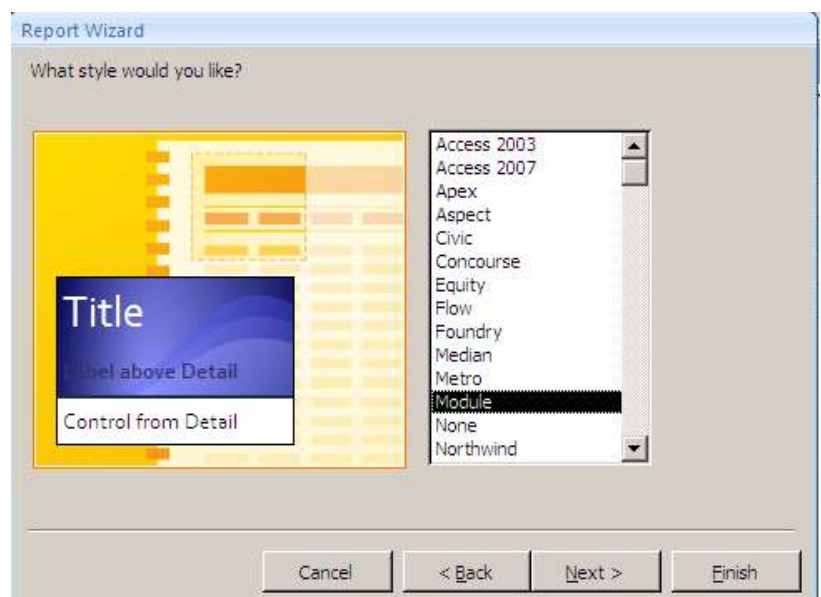 Report Wizard
What style would you like?
Title
Label above Detail
Control from Detail
Access 2003
Access 2007
Apex
Aspect
Civic
Concourse
Equity
Flow
Foundry
Median
Metro
Module
None
Northwind
Cancel
< Back
Next >
Finish